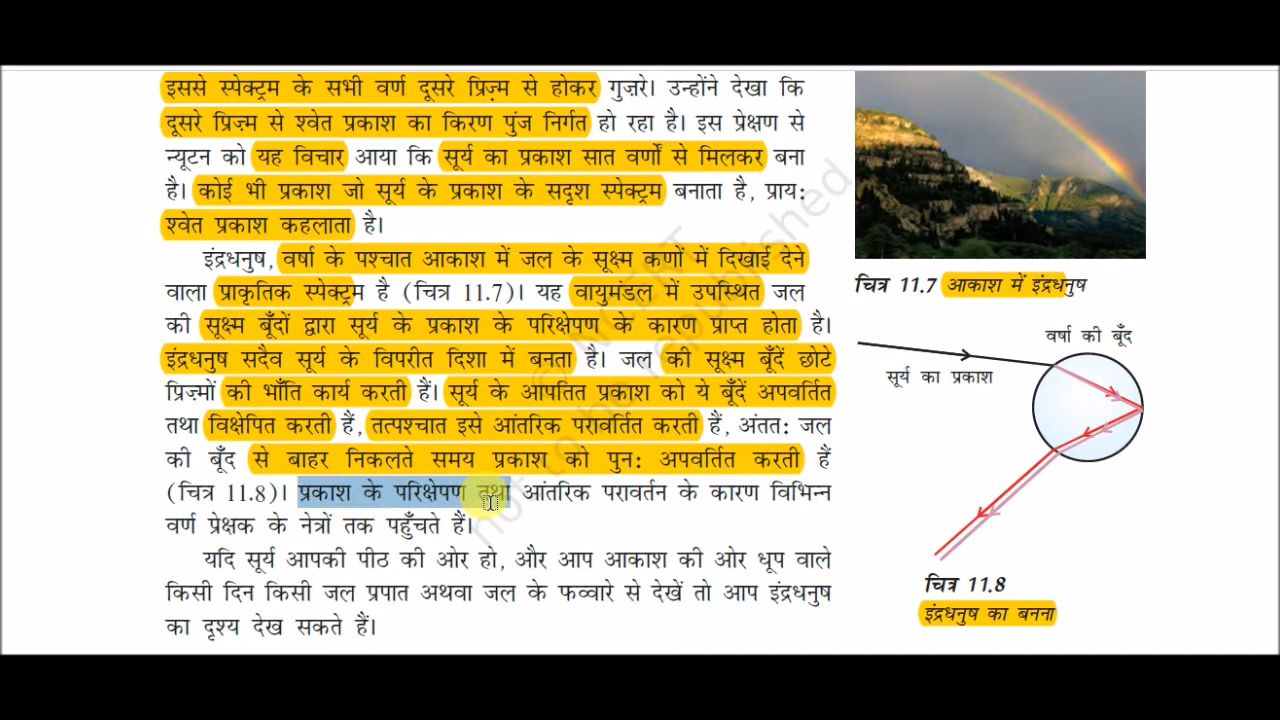 इससे स्पेक्ट्रम के सभी वर्ण दूसरे प्रिज़्म से होकर गुज़रे। उन्होंने देखा कि
दूसरे प्रिज़्म से श्वेत प्रकाश का किरण पुंज निर्गत हो रहा है। इस प्रेक्षण से
न्यूटन को यह विचार आया कि सूर्य का प्रकाश सात वर्णों से मिलकर बना
है। कोई भी प्रकाश जो सूर्य के प्रकाश के सदृश स्पेक्ट्रम बनाता है, प्राय:
श्वेत प्रकाश कहलाता है।
इंद्रधनुष, वर्षा के पश्चात आकाश में जल के सूक्ष्म कणों में दिखाई देने
वाला प्राकृतिक स्पेक्ट्रम है (चित्र 11.7)। यह वायुमंडल में उपस्थित जल
की सूक्ष्म बूँदों द्वारा सूर्य के प्रकाश के परिक्षेपण के कारण प्राप्त होता है।
इंद्रधनुष सदैव सूर्य के विपरीत दिशा में बनता है। जल की सूक्ष्म बूँदें छोटे
प्रिज़्मों की भाँति कार्य करती हैं। सूर्य के आपतित प्रकाश को ये बूँदें अपवर्तित
तथा विक्षेपित करती हैं, तत्पश्चात इसे आंतरिक परावर्तित करती हैं, अंतत: जल
की बूँद से बाहर निकलते समय प्रकाश को पुन: अपवर्तित करती हैं
(चित्र 11.8)। प्रकाश के परिक्षेपण तथा आंतरिक परावर्तन के कारण विभिन्न
वर्ण प्रेक्षक के नेत्रों तक पहुँचते हैं।
यदि सूर्य आपकी पीठ की ओर हो, और आप आकाश की ओर धूप वाले
किसी दिन किसी जल प्रपात अथवा जल के फव्वारे से देखें तो आप इंद्रधनुष
का दृश्य देख सकते हैं।
चित्र 11.7 आकाश में इंद्रधनुष
वर्षा की बूँद
सूर्य का प्रकाश
चित्र 11.8
इंद्रधनुष का बनना
© NCERT
not to be republished